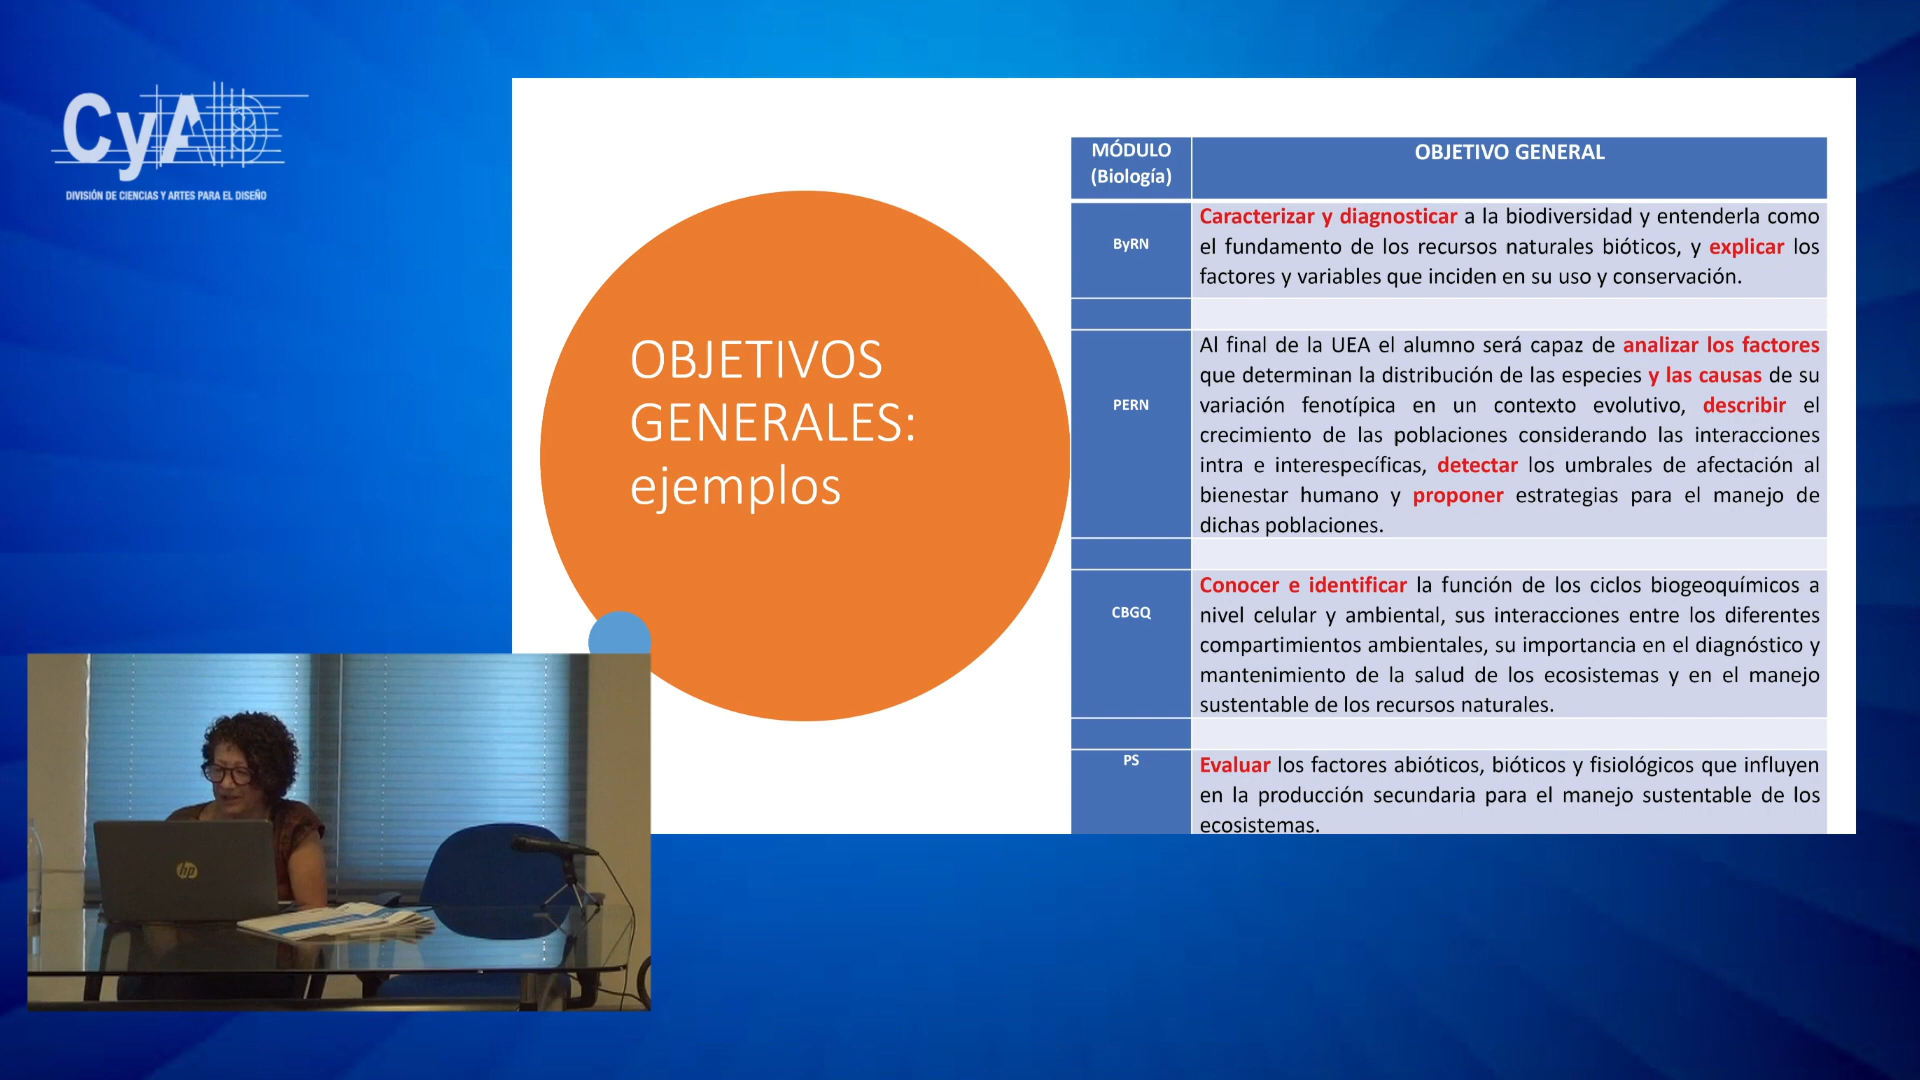 CyAD
DIVISIÓN DE CIENCIAS Y ARTES PARA EL DISEÑO
OBJETIVOS
GENERALES:
ejemplos
MÓDULO
(Biología)
OBJETIVO GENERAL
ByRN
Caracterizar y diagnosticar a la biodiversidad y entenderla como
el fundamento de los recursos naturales bióticos, y explicar los
factores y variables que inciden en su uso y conservación.
PERN
Al final de la UEA el alumno será capaz de analizar los factores
que determinan la distribución de las especies y las causas de su
variación fenotípica en un contexto evolutivo, describir el
crecimiento de las poblaciones considerando las interacciones
intra e interespecíficas, detectar los umbrales de afectación al
bienestar humano y proponer estrategias para el manejo de
dichas poblaciones.
CBGQ
Conocer e identificar la función de los ciclos biogeoquímicos a
nivel celular y ambiental, sus interacciones entre los diferentes
compartimientos ambientales, su importancia en el diagnóstico y
mantenimiento de la salud de los ecosistemas y en el manejo
sustentable de los recursos naturales.
PS
Evaluar los factores abióticos, bióticos y fisiológicos que influyen
en la producción secundaria para el manejo sustentable de los
ecosistemas.
hp